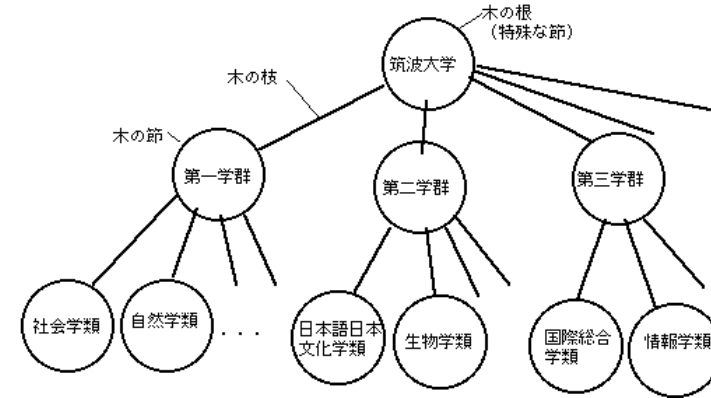 木の根
（特殊な節）
筑波大学
木の枝
木の節
第一学群
第二学群
第三学群
社会学類
自然学類
・・・
日本語日本
文化学類
生物学類
国際総合
学類
情報学類